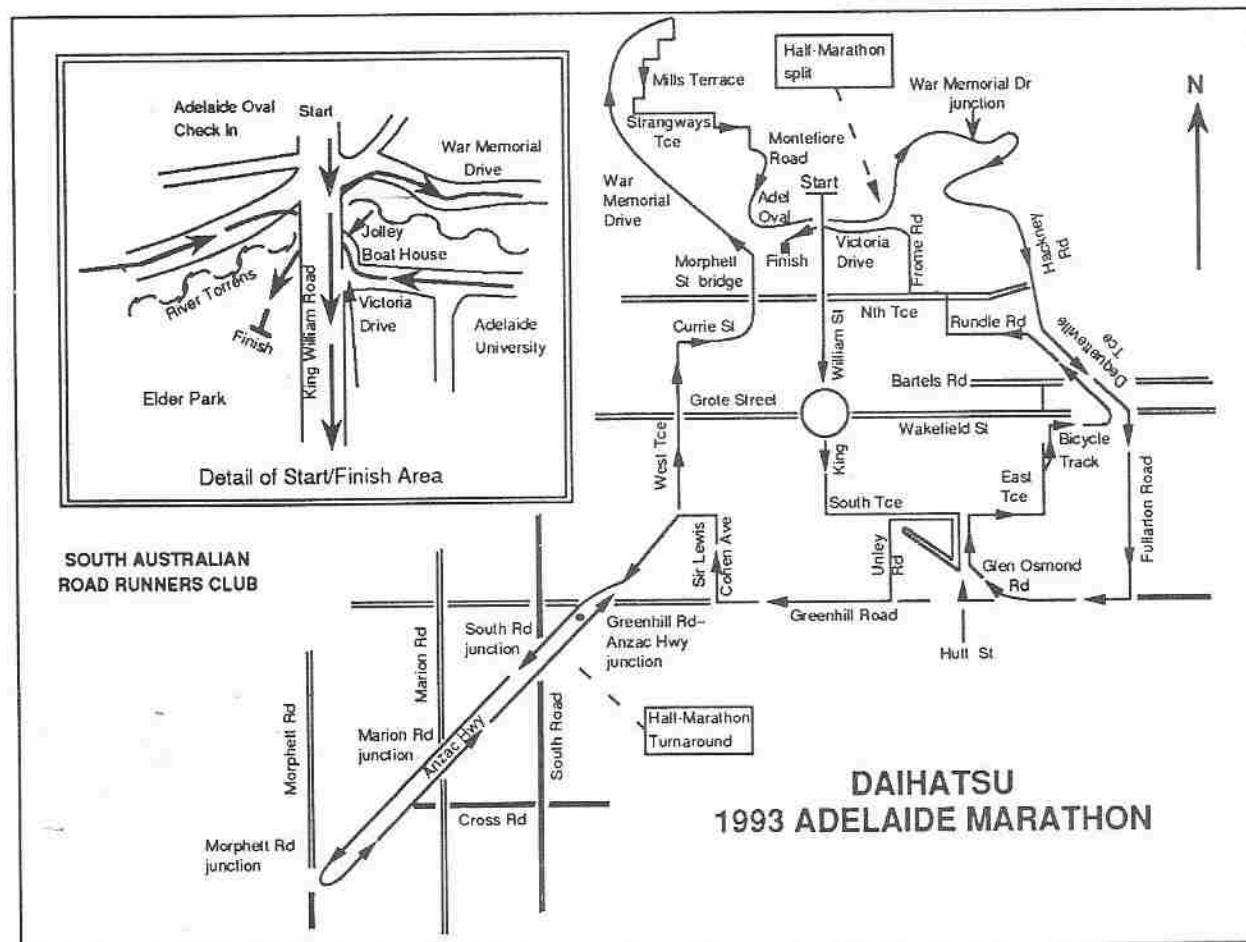 Adelaide Oval
Check In
Start
War Memorial
Drive
Jolley
Boat House
River Torrens
Finish
King William Road
Victoria
Drive
Adelaide
University
Elder Park
Detail of Start/Finish Area
SOUTH AUSTRALIAN
ROAD RUNNERS CLUB
Half-Marathon
split
War Memorial Dr
junction
N
Mills Terrace
Strangways
Tce
Montefiore
Road
War
Memorial
Drive
Start
Adel
Oval
Finish
Victoria
Drive
Frome Rd
Hackney
Rd
Morphett
St bridge
Nth Tce
Currie St
William St
Rundle Rd
Dequetteville
Tce
Bartels Rd
Grote Street
Wakefield St
Bicycle
Track
West Tce
King
East
Tce
South Tce
Fullarton Road
Sir Lewis
Cohen Ave
Unley
Rd
Glen Osmond
Rd
Greenhill Road
Hutt St
South Rd
junction
Greenhill Rd–
Anzac Hwy
junction
Marion Rd
Morphett Rd
Marion Rd
junction
Anzac Hwy
South Road
Half-Marathon
Turnaround
Cross Rd
Morphett Rd
junction
DAIHATSU
1993 ADELAIDE MARATHON